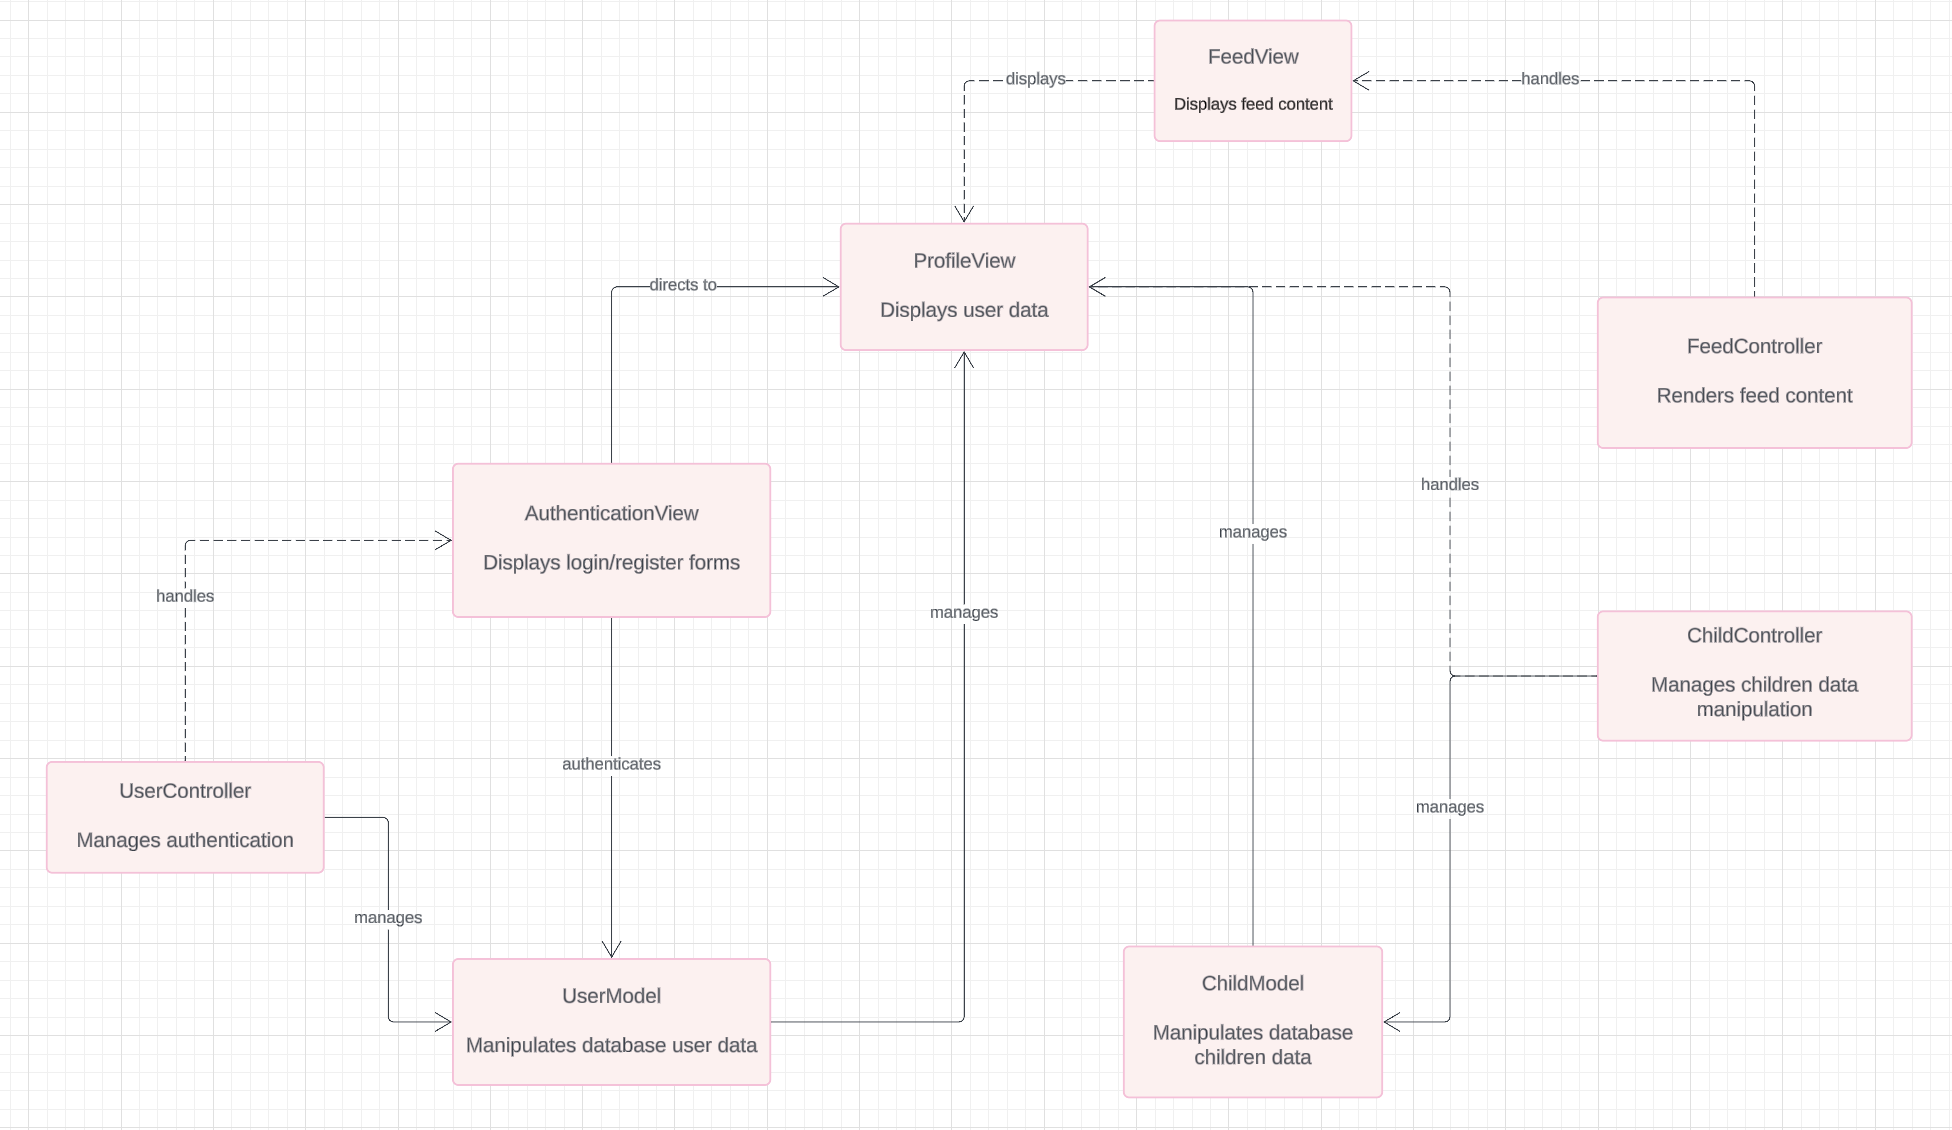 FeedView
displays
handles
Displays feed content
ProfileView
directs to
Displays user data
FeedController
Renders feed content
handles
AuthenticationView
manages
Displays login/register forms
handles
manages
ChildController
Manages children data
manipulation
authenticates
UserController
manages
Manages authentication
manages
ChildModel
UserModel
Manipulates database
Manipulates database user data
children data